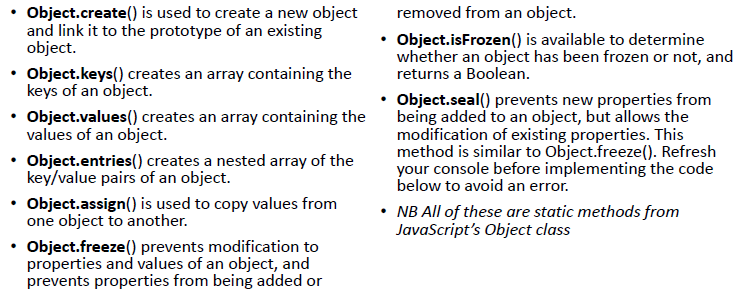 • Object.create() is used to create a new object
and link it to the prototype of an existing
object.
• Object.keys() creates an array containing the
keys of an object.
• Object.values() creates an array containing the
values of an object.
• Object.entries() creates a nested array of the
key/value pairs of an object.
• Object.assign() is used to copy values from
one object to another.
• Object.freeze() prevents modification to
properties and values of an object, and
prevents properties from being added or
removed from an object.
• Object.isFrozen() is available to determine
whether an object has been frozen or not, and
returns a Boolean.
• Object.seal() prevents new properties from
being added to an object, but allows the
modification of existing properties. This
method is similar to Object.freeze(). Refresh
your console before implementing the code
below to avoid an error.
• NB All of these are static methods from
JavaScript's Object class